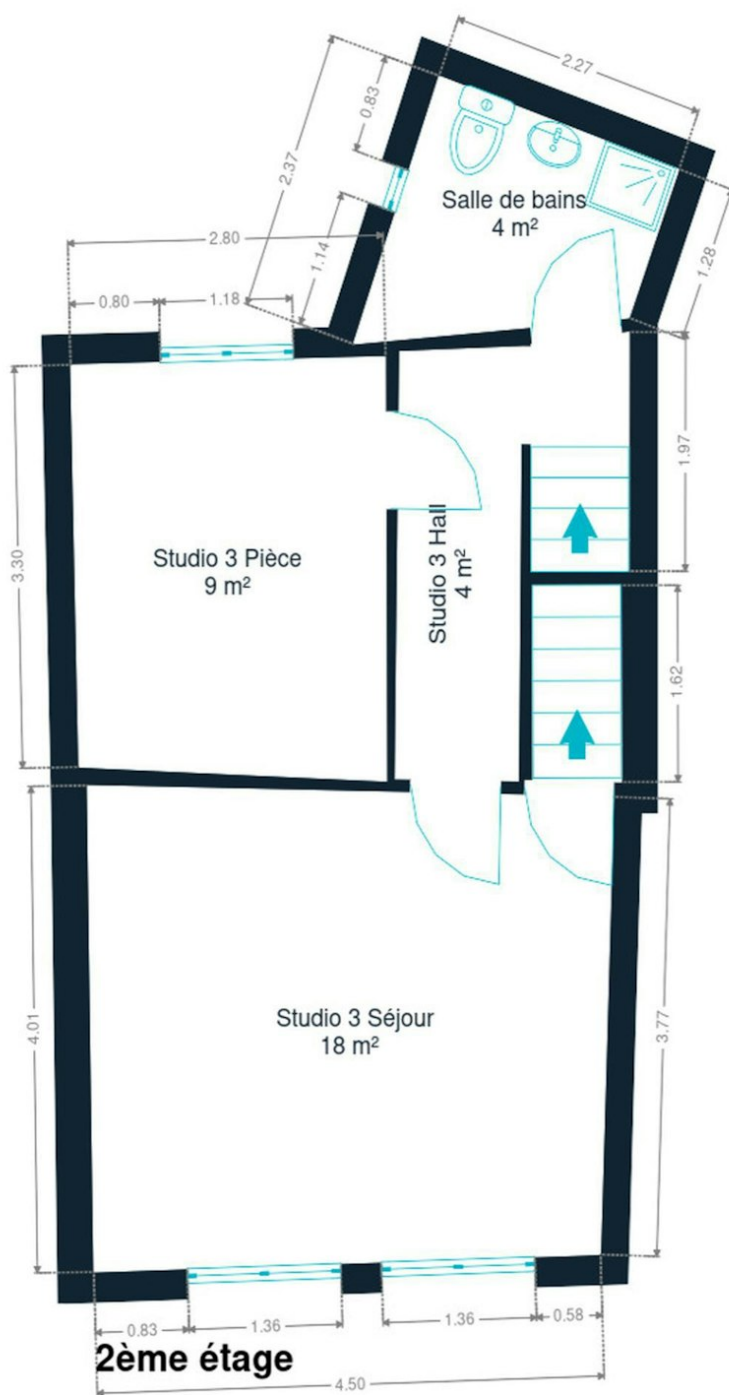 2.27
0.83
2.37
Salle de bains
4 m²
1.28
1.14
2.80
0.80
1.18
1.97
3.30
Studio 3 Pièce
9 m²
Studio 3 Hall
4 m²
1.62
4.01
Studio 3 Séjour
18 m²
3.77
0.83
1.36
1.36
0.58
2ème étage
4.50